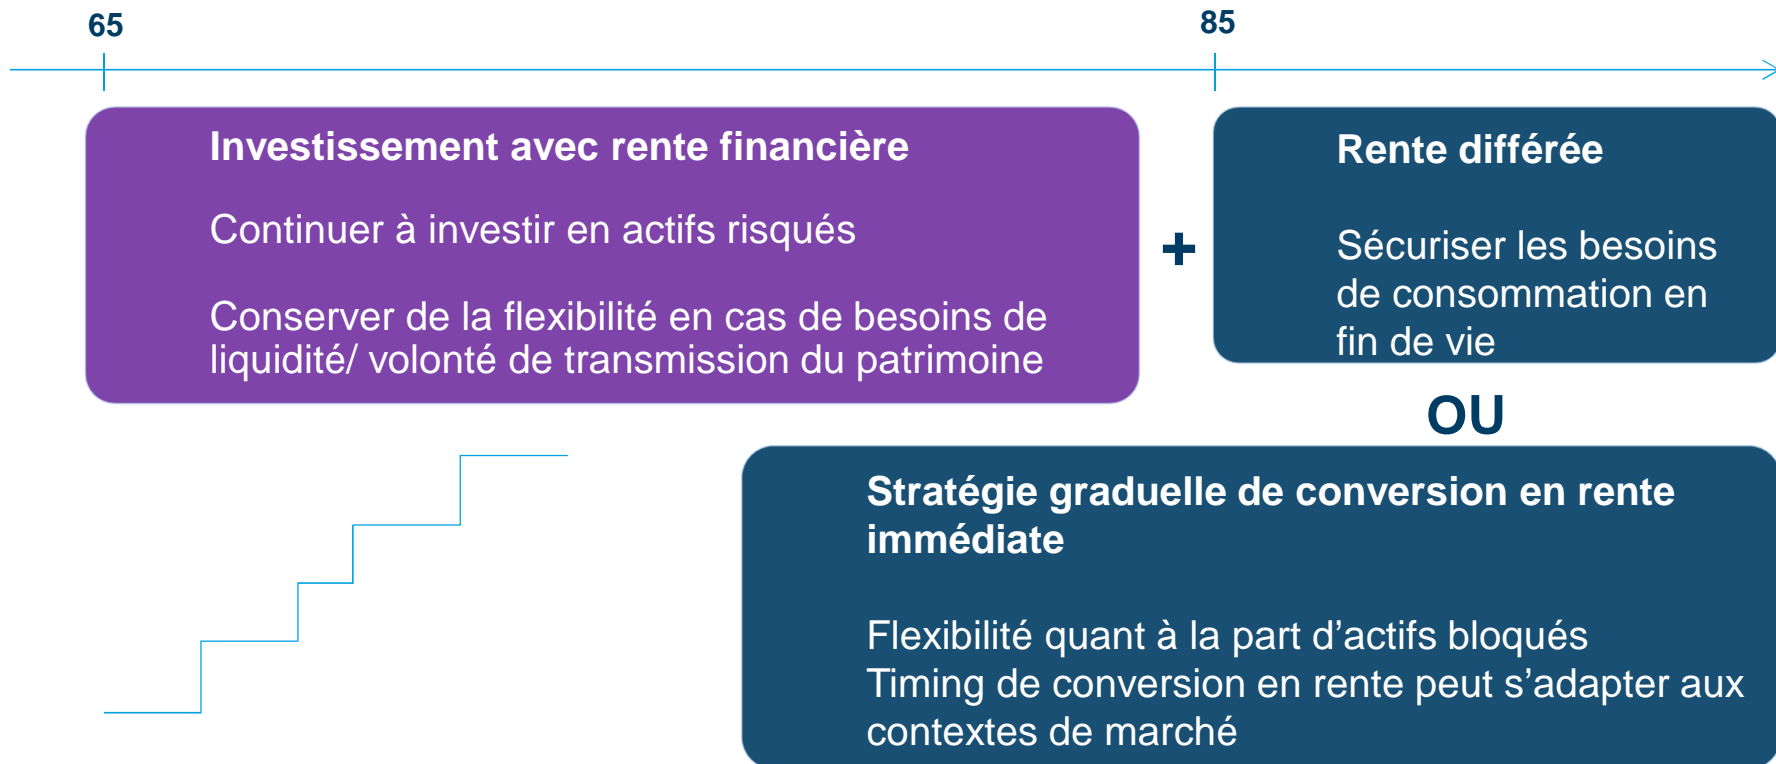 65
85
Investissement avec rente financière
Continuer à investir en actifs risqués
Conserver de la flexibilité en cas de besoins de
liquidité/ volonté de transmission du patrimoine
+
Rente différée
Sécuriser les besoins
de consommation en
fin de vie
OU
Stratégie graduelle de conversion en rente
immédiate
Flexibilité quant à la part d’actifs bloqués
Timing de conversion en rente peut s’adapter aux
contextes de marché